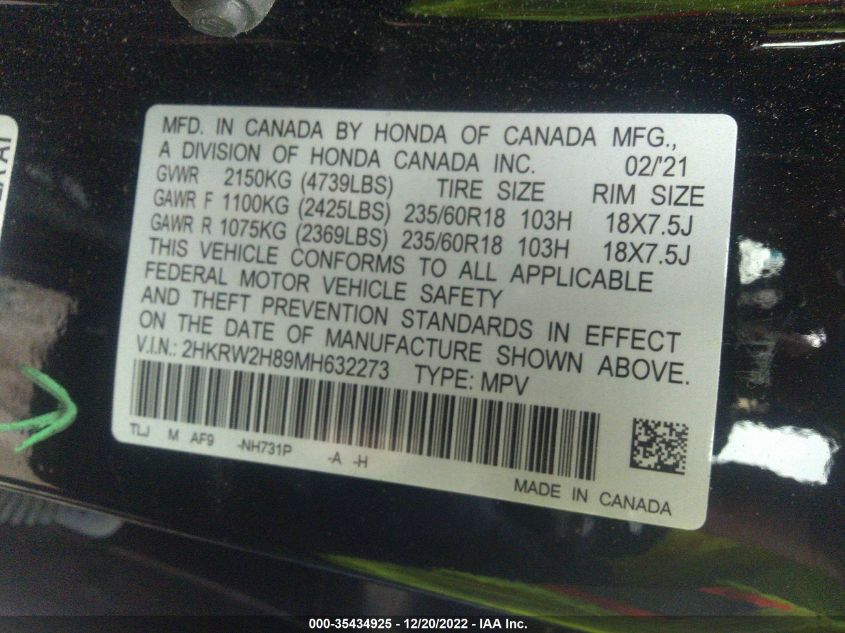 MFD. IN CANADA BY HONDA OF CANADA MFG.,
A DIVISION OF HONDA CANADA INC. 02/'21
GVWR 2150KG (4739LBS) TIRE SIZE RIM SIZE
GAWR F 1100KG (2425LBS) 235/60R18 103H 18X7.5J
GAWR R 1075KG (2369LBS) 235/60R18 103H 18X7.5J
THIS VEHICLE CONFORMS TO ALL APPLICABLE
FEDERAL MOTOR VEHICLE SAFETY
AND THEFT PREVENTION STANDARDS IN EFFECT
ON THE DATE OF MANUFACTURE SHOWN ABOVE.
V.I.N.: 2HKRW2H89MH632273 TYPE: MPV
TLJ M AF9 -NH731P -A -H
MADE IN CANADA
000-35434925 - 12/20/2022 - IAA Inc.